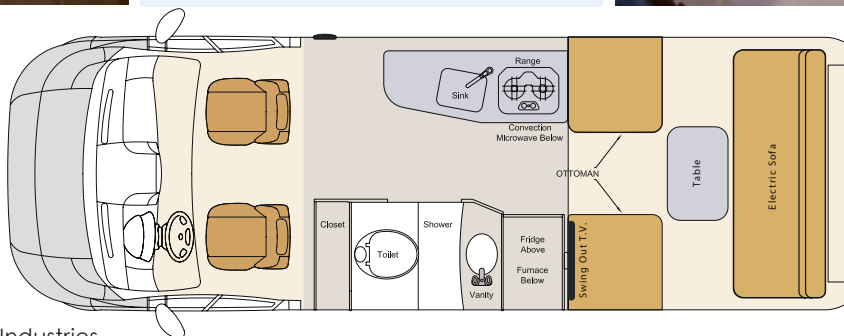 Range
Sink
Convection
Microwave Below
OTTOMAN
Table
Electric Sofa
Closet
Toilet
Shower
Vanity
Fridge
Above
Furnace
Below
Swing Out T.V.
Industries